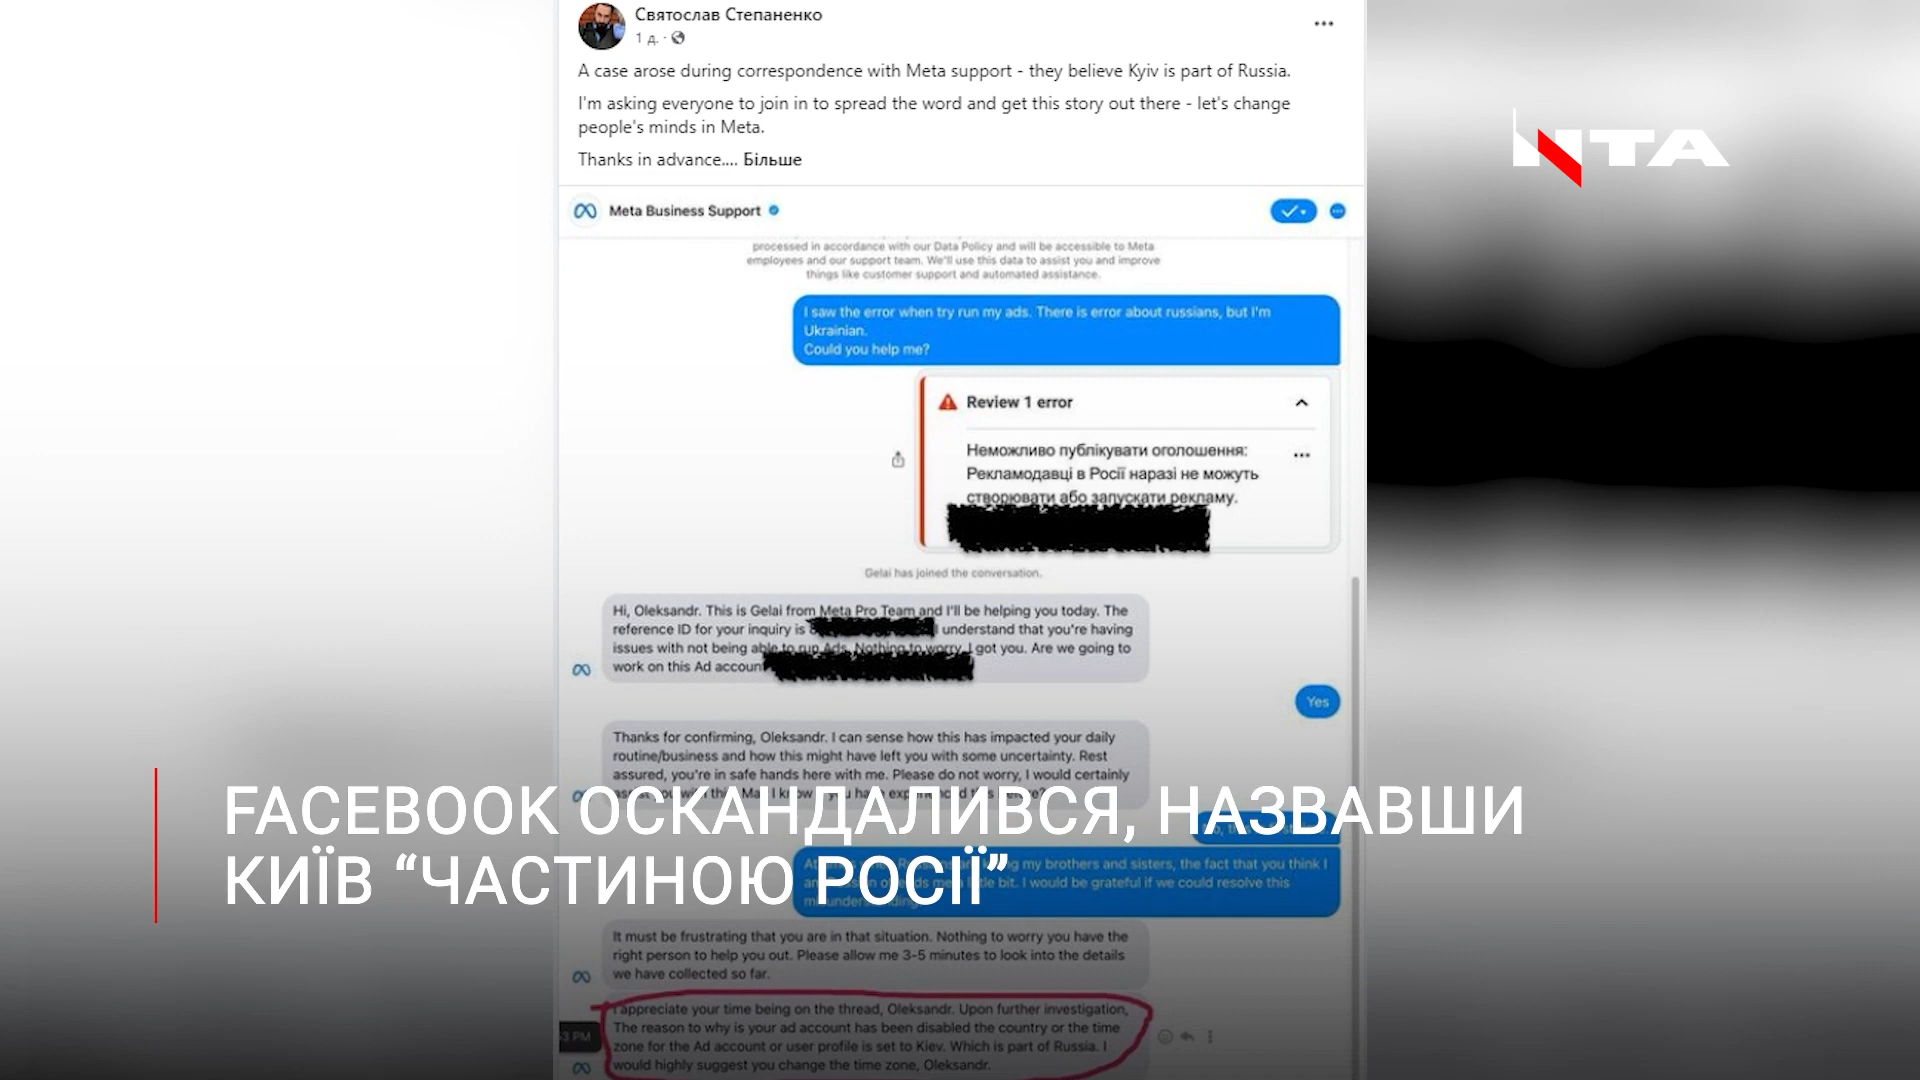 Святослав Степаненко
1 д. ·
A case arose during correspondence with Meta support - they believe Kyiv is part of Russia.
I'm asking everyone to join in to spread the word and get this story out there - let's change
people's minds in Meta.
Thanks in advance.... Більше
NTA
Meta Business Support
processed in accordance with our Data Policy and will be accessible to Meta
employees and our support team. We'll use this data to assist you and improve
things like customer support and automated assistance.
I saw the error when try run my ads. There is error about russians, but I'm
Ukrainian.
Could you help me?
Review 1 error
Неможливо публікувати оголошення:
Рекламодавці в Росії наразі не можуть
створювати або запускати рекламу.
Gelai has joined the conversation.
Hi, Oleksandr. This is Gelai from Meta Pro Team and I'll be helping you today. The
reference ID for your inquiry is I understand that you're having
issues with not being able to run Ads. Nothing to worry, I got you. Are we going to
work on this Ad account
Yes
Thanks for confirming, Oleksandr. I can sense how this has impacted your daily
routine/business and how this might have left you with some uncertainty. Rest
assured, you're in safe hands here with me. Please do not worry, I would certainly
FACEBOOK ОСКАНДАЛИВСЯ, НАЗВАВШИ
КИЇВ “ЧАСТИНОЮ РОСІЇ”
my brothers and sisters, the fact that you think I
bit. I would be grateful if we could resolve this
It must be frustrating that you are in that situation. Nothing to worry you have the
right person to help you out. Please allow me 3-5 minutes to look into the details
we have collected so far.
I appreciate your time being on the thread, Oleksandr. Upon further investigation,
The reason to why is your ad account has been disabled the country or the time
zone for the Ad account or user profile is set to Kiev. Which is part of Russia. I
would highly suggest you change the time zone, Oleksandr.
3 PM